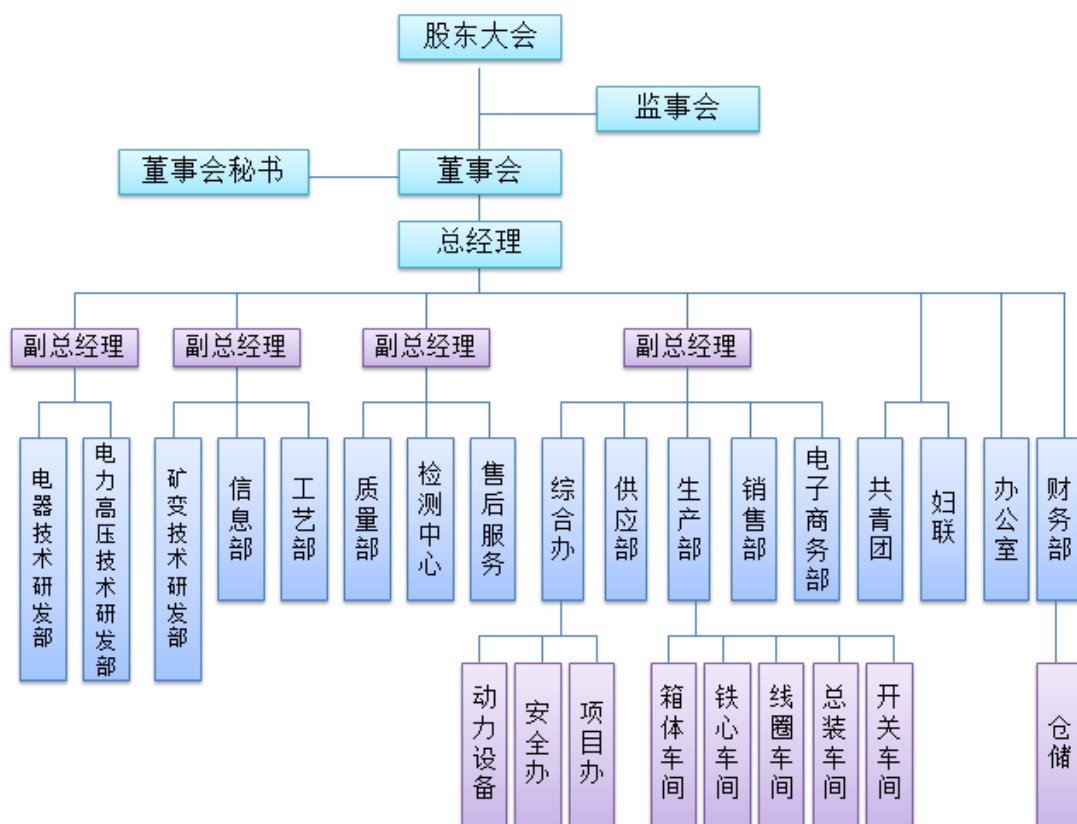 股东大会
监事会
董事会秘书
董事会
总经理
副总经理
副总经理
副总经理
副总经理
电器技术研发部
电力高压技术研发部
矿变技术研发部
信息部
工艺部
质量部
检测中心
售后服务
综合办
供应部
生产部
销售部
电子商务部
共青团
妇联
办公室
财务部
动力设备
安全办
项目办
箱体车间
铁心车间
线圈车间
总装车间
开关车间
仓储